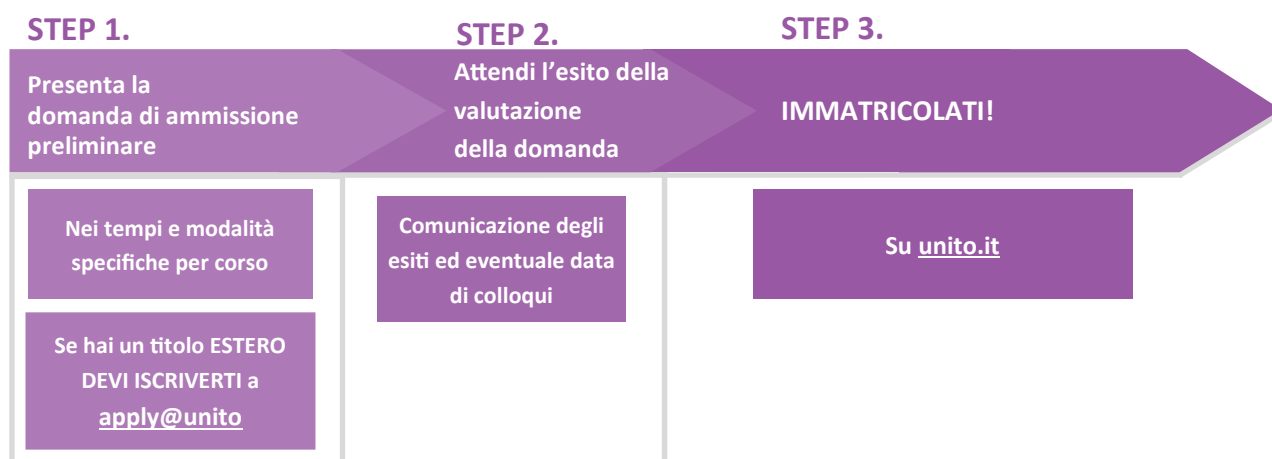 STEP 1.
Presenta la
domanda di ammissione
preliminare
Nei tempi e modalità
specifiche per corso
Se hai un titolo ESTERO
DEVI ISCRIVERTI a
apply@unito
STEP 2.
Attendi l’esito della
valutazione
della domanda
Comunicazione degli
esiti ed eventuale data
di colloqui
STEP 3.
IMMATRICOLATI!
Su unito.it